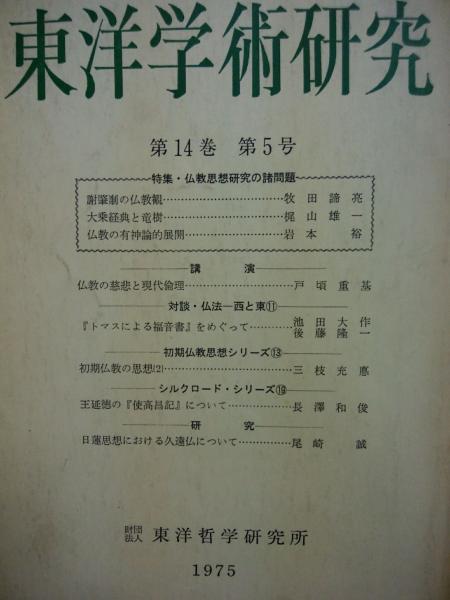 東洋学術研究
第14巻 第5号
特集・仏教思想研究の諸問題
謝肇淛の仏教観…………………………牧田諦亮
大乗経典と竜樹…………………………梶山雄一
仏教の有神論的展開……………………岩本裕
講演
仏教の慈悲と現代倫理…………………戸頃重基
対談・仏法―西と東⑪
『トマスによる福音書』をめぐって…………池田大作
後藤隆一
初期仏教思想シリーズ⑬
初期仏教の思想⑵………………………三枝充悳
シルクロード・シリーズ⑲
王延徳の『使高昌記』について……………長澤和俊
研究
日蓮思想における久遠仏について……………尾崎誠
財団法人 東洋哲学研究所
1975